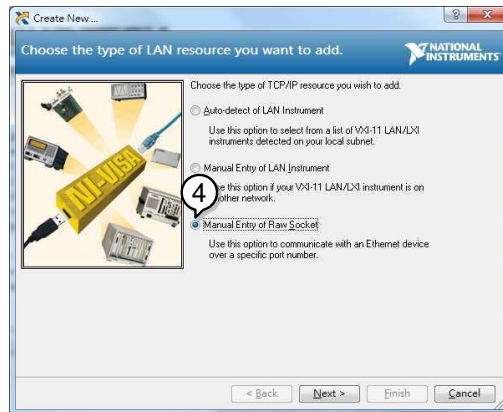 Create New ...
Choose the type of LAN resource you want to add.
NATIONAL
INSTRUMENTS
Choose the type of TCP/IP resource you wish to add.
Auto-detect of LAN Instrument
Use this option to select from a list of VXI-11 LAN/LXI
instruments detected on your local subnet.
Manual Entry of LAN Instrument
this option if your VXI-11 LAN/LXI instrument is on
network.
4
Manual Entry of Raw Socket
Use this option to communicate with an Ethernet device
over a specific port number.
NI-VISA
< Back
Next >
Finish
Cancel